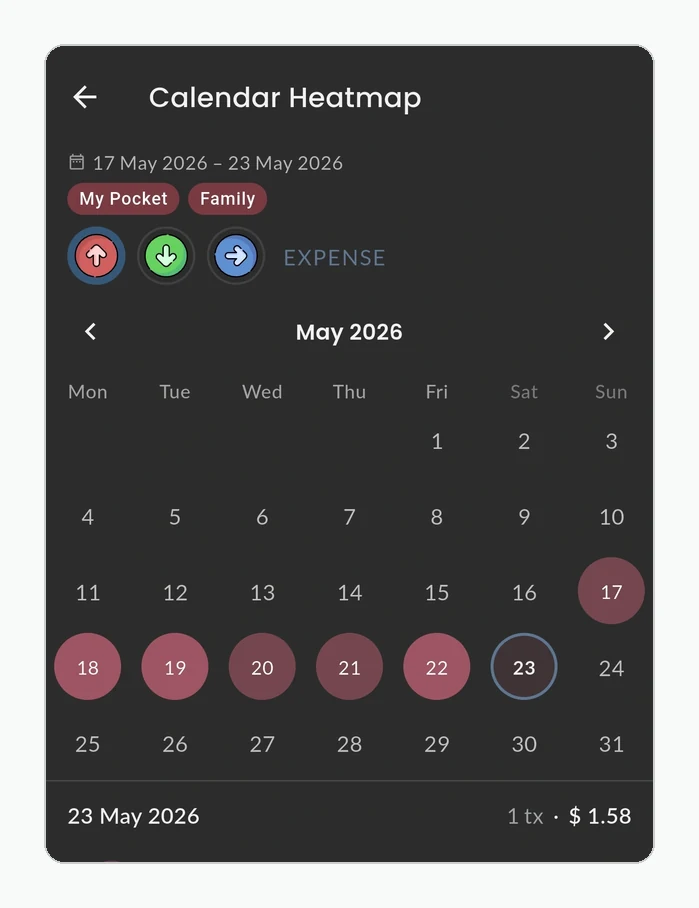 Calendar Heatmap
17 May 2026 – 23 May 2026
My Pocket Family
EXPENSE
May 2026
Mon Tue Wed Thu Fri Sat Sun
1 2 3
4 5 6 7 8 9 10
11 12 13 14 15 16 17
18 19 20 21 22 23 24
25 26 27 28 29 30 31
23 May 2026 1 tx · $ 1.58